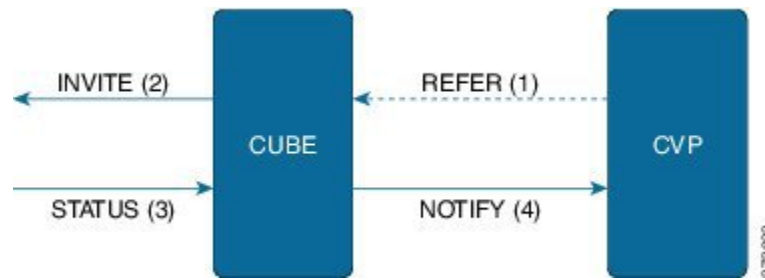 INVITE (2)
REFER (1)
CUBE
CVP
STATUS (3)
NOTIFY (4)